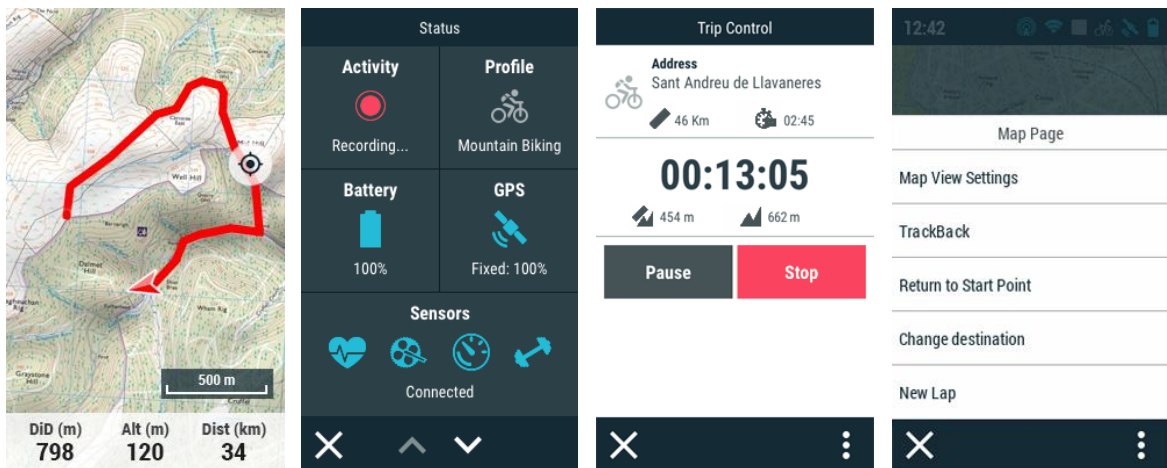 Well Hill
500 m
DiD (m) Alt (m) Dist (km)
798 120 34
Status
Activity Profile
Recording... Mountain Biking
Battery GPS
100% Fixed: 100%
Sensors
Connected
Trip Control
Address
Sant Andreu de Llavaneres
46 Km 02:45
00:13:05
454 m 662 m
Pause Stop
12:42
Map Page
Map View Settings
TrackBack
Return to Start Point
Change destination
New Lap